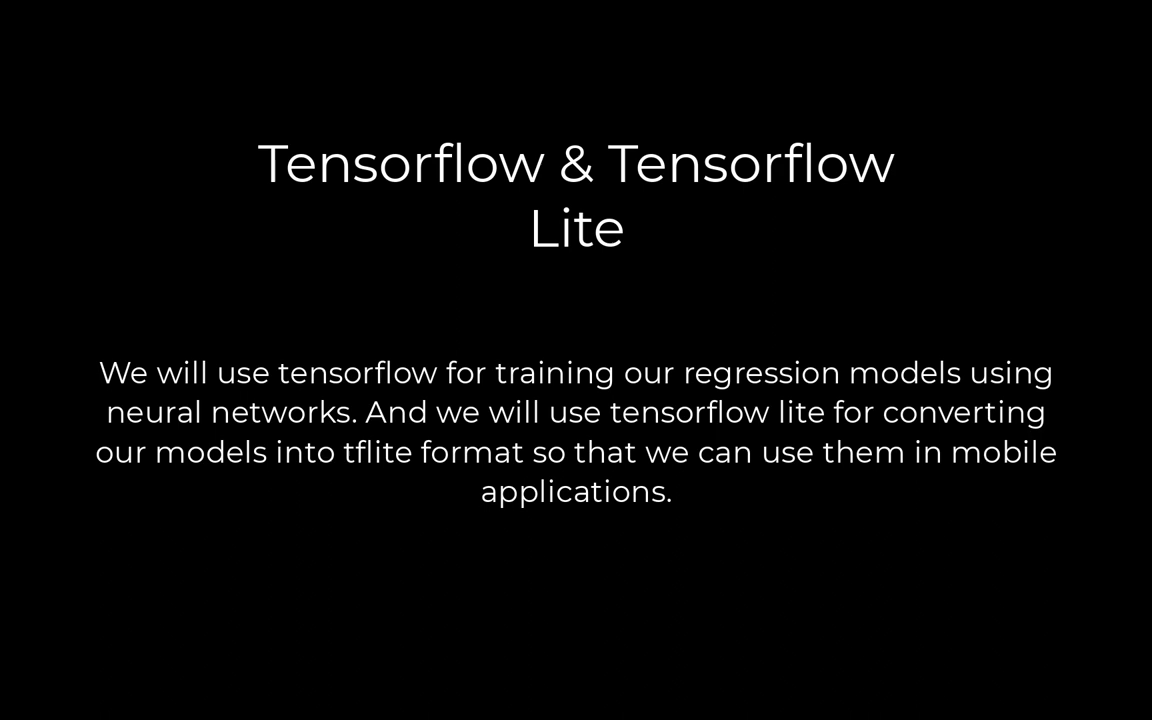 Tensorflow & Tensorflow
Lite
We will use tensorflow for training our regression models using
neural networks. And we will use tensorflow lite for converting
our models into tflite format so that we can use them in mobile
applications.